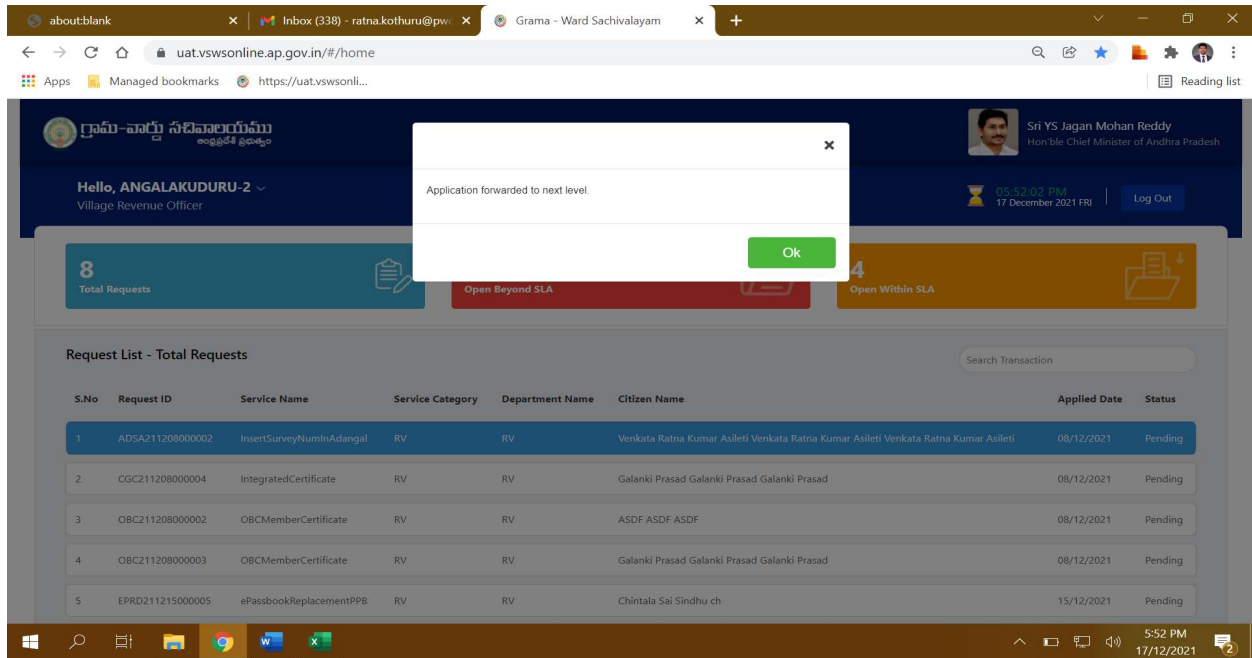 about:blank
Inbox (338) - ratna.kothuru@pwc
Grama - Ward Sachivalayam
uat.vswsonline.ap.gov.in/#/home
Apps Managed bookmarks https://uat.vswsonli... Reading list
గ్రామ-వార్డు సచివాలయము
ఆంధ్రప్రదేశ్ ప్రభుత్వం
Sri YS Jagan Mohan Reddy
Hon'ble Chief Minister of Andhra Pradesh
Hello, ANGALAKUDURU-2
Village Revenue Officer
05:52:02 PM
17 December 2021 FRI
Log Out
Application forwarded to next level.
Ok
8
Total Requests
Open Beyond SLA
4
Open Within SLA
Request List - Total Requests
Search Transaction
S.No Request ID Service Name Service Category Department Name Citizen Name Applied Date Status
1 ADSA211208000002 InsertSurveyNumInAdangal RV RV Venkata Ratna Kumar Asileti Venkata Ratna Kumar Asileti Venkata Ratna Kumar Asileti 08/12/2021 Pending
2 CGC211208000004 IntegratedCertificate RV RV Galanki Prasad Galanki Prasad Galanki Prasad 08/12/2021 Pending
3 OBC211208000002 OBCMemberCertificate RV RV ASDF ASDF ASDF 08/12/2021 Pending
4 OBC211208000003 OBCMemberCertificate RV RV Galanki Prasad Galanki Prasad Galanki Prasad 08/12/2021 Pending
5 EPRD211215000005 ePassbookReplacementPPB RV RV Chintala Sai Sindhu ch 15/12/2021 Pending
5:52 PM
17/12/2021
2